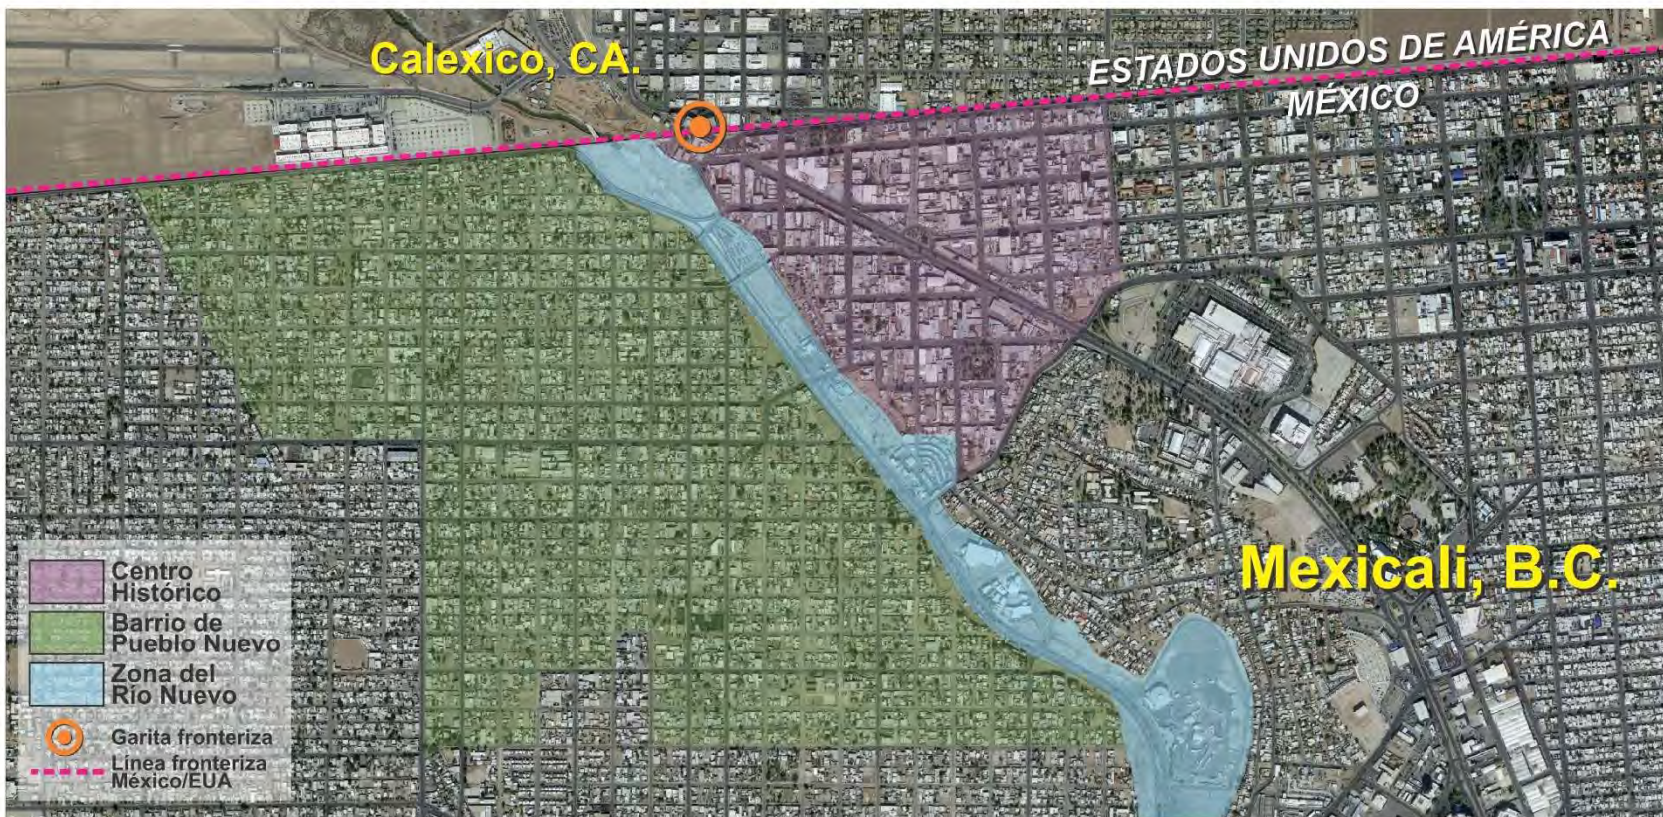 Calexico, CA.
ESTADOS UNIDOS DE AMÉRICA
MÉXICO
Mexicali, B.C.
Centro
Histórico
Barrio de
Pueblo Nuevo
Zona del
Río Nuevo
Garita fronteriza
Línea fronteriza
México/EUA